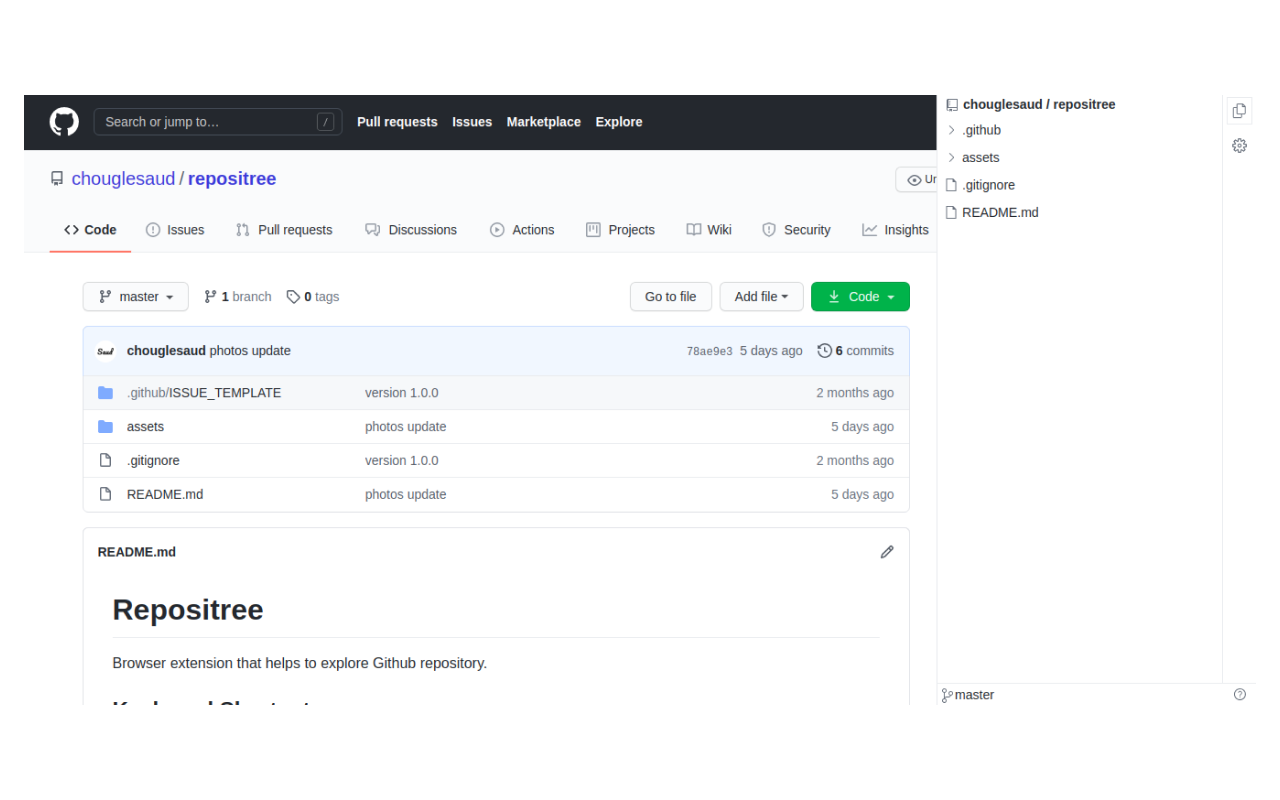 Search or jump to… / Pull requests Issues Marketplace Explore
chouglesaud / repositree
Code Issues Pull requests Discussions Actions Projects Wiki Security Insights
master 1 branch 0 tags Go to file Add file Code
Saud chouglesaud photos update 78ae9e3 5 days ago 6 commits
.github/ISSUE_TEMPLATE version 1.0.0 2 months ago
assets photos update 5 days ago
.gitignore version 1.0.0 2 months ago
README.md photos update 5 days ago
README.md
Repositree
Browser extension that helps to explore Github repository.
chouglesaud / repositree
.github
assets
.gitignore
README.md
master